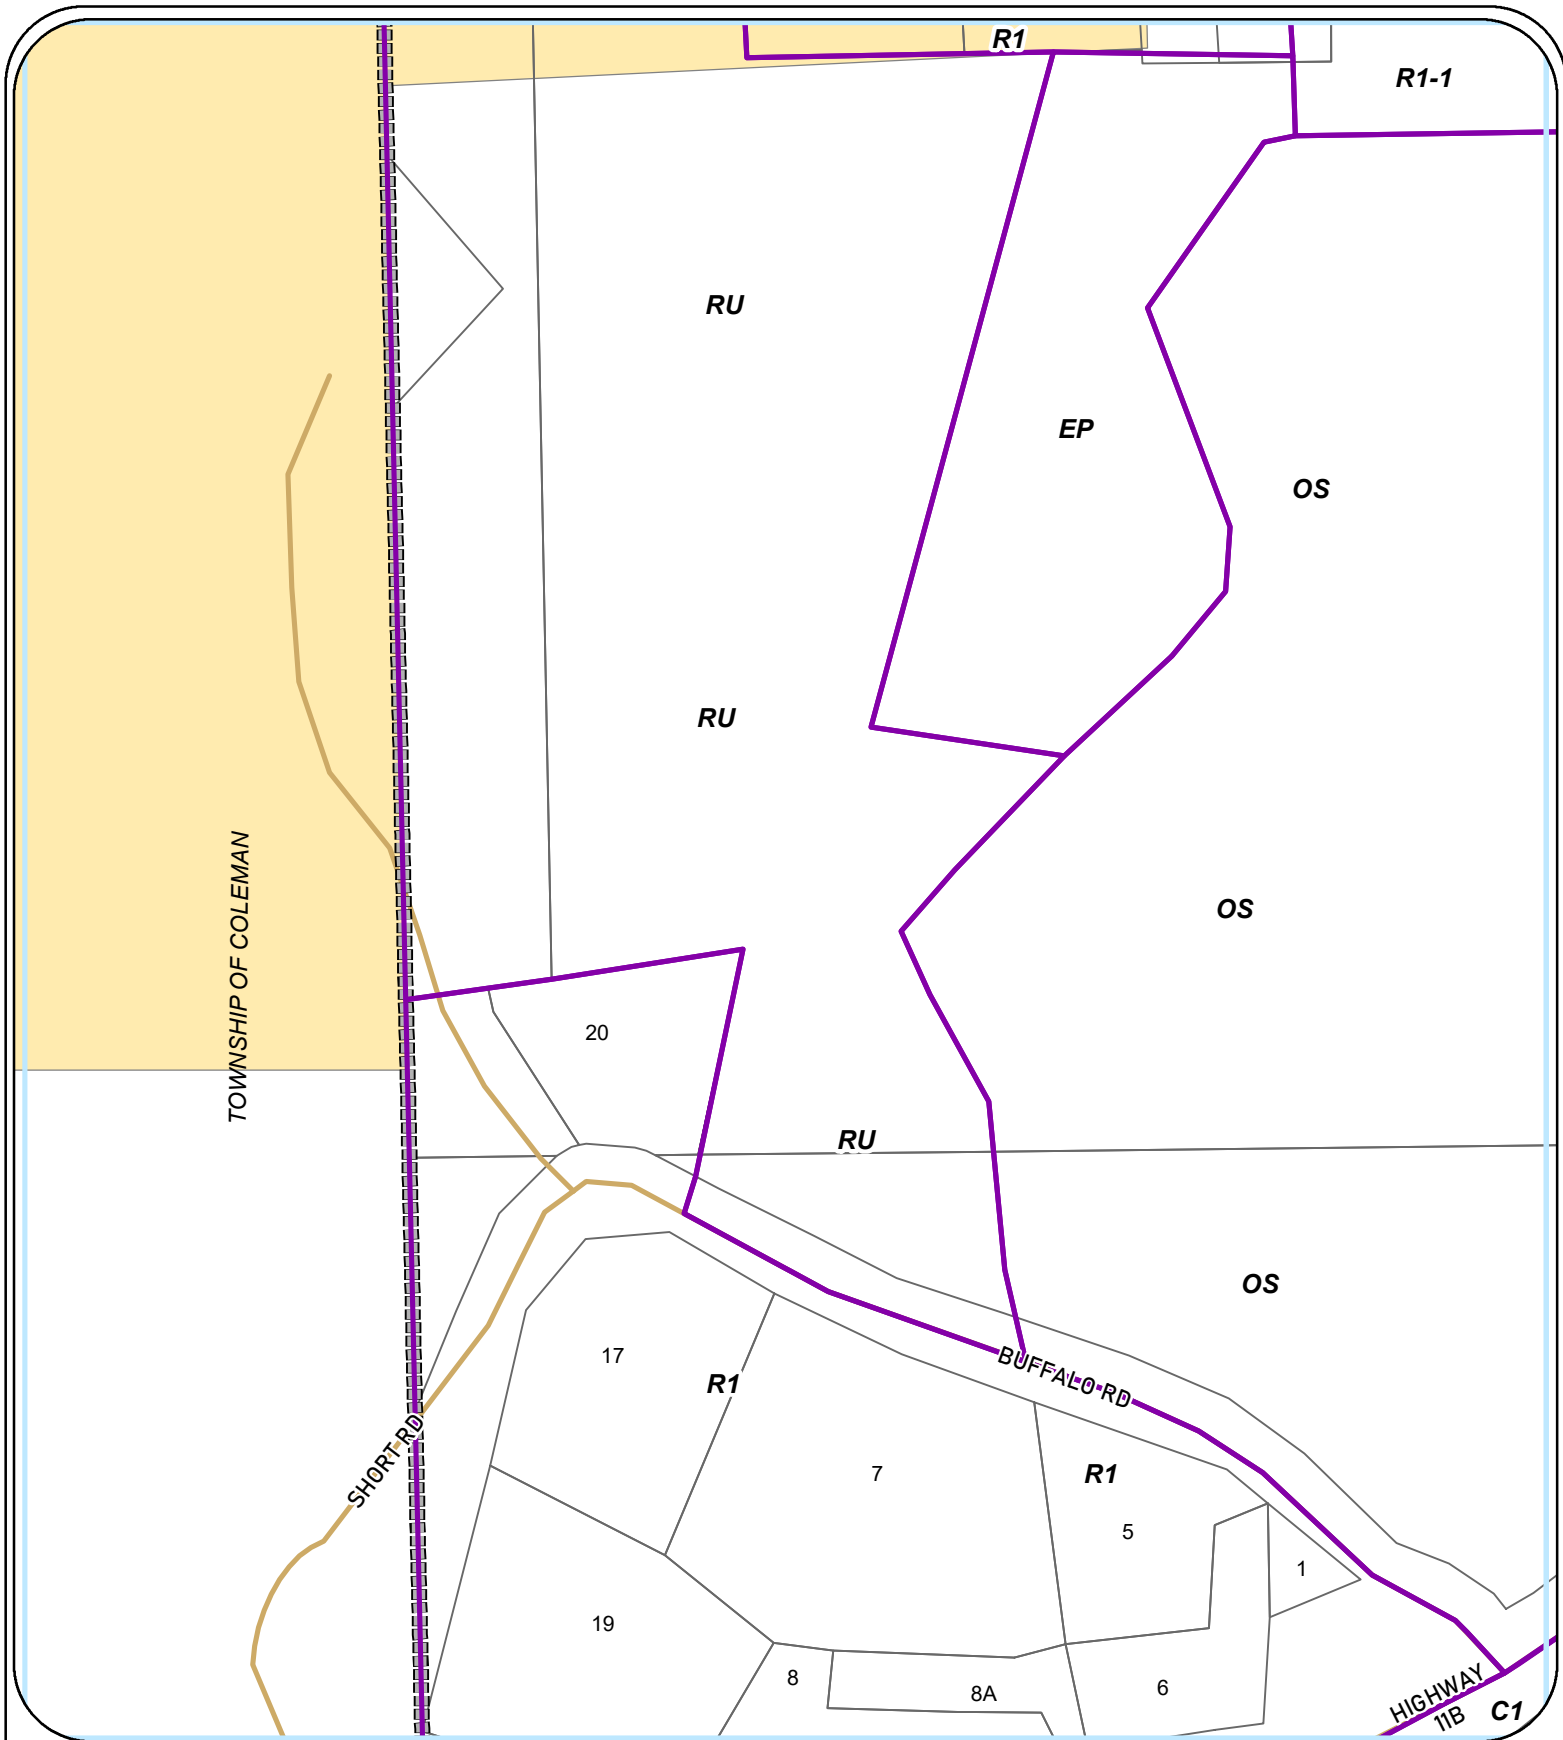 R1
R1-1
RU
EP
OS
RU
OS
TOWNSHIP OF COLEMAN
20
RU
OS
17
R1
BUFFALO RD
SHORT RD
7
R1
5
1
19
8
8A
6
HIGHWAY
11B
C1